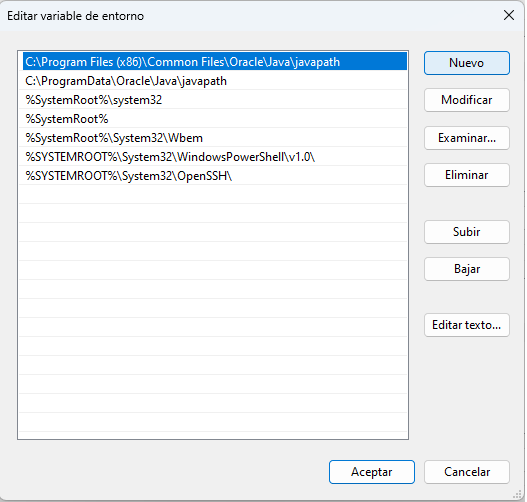 Editar variable de entorno
C:\Program Files (x86)\Common Files\Oracle\Java\javapath
C:\ProgramData\Oracle\Java\javapath
%SystemRoot%\system32
%SystemRoot%
%SystemRoot%\System32\Wbem
%SYSTEMROOT%\System32\WindowsPowerShell\v1.0\
%SYSTEMROOT%\System32\OpenSSH\
Nuevo
Modificar
Examinar...
Eliminar
Subir
Bajar
Editar texto...
Aceptar
Cancelar